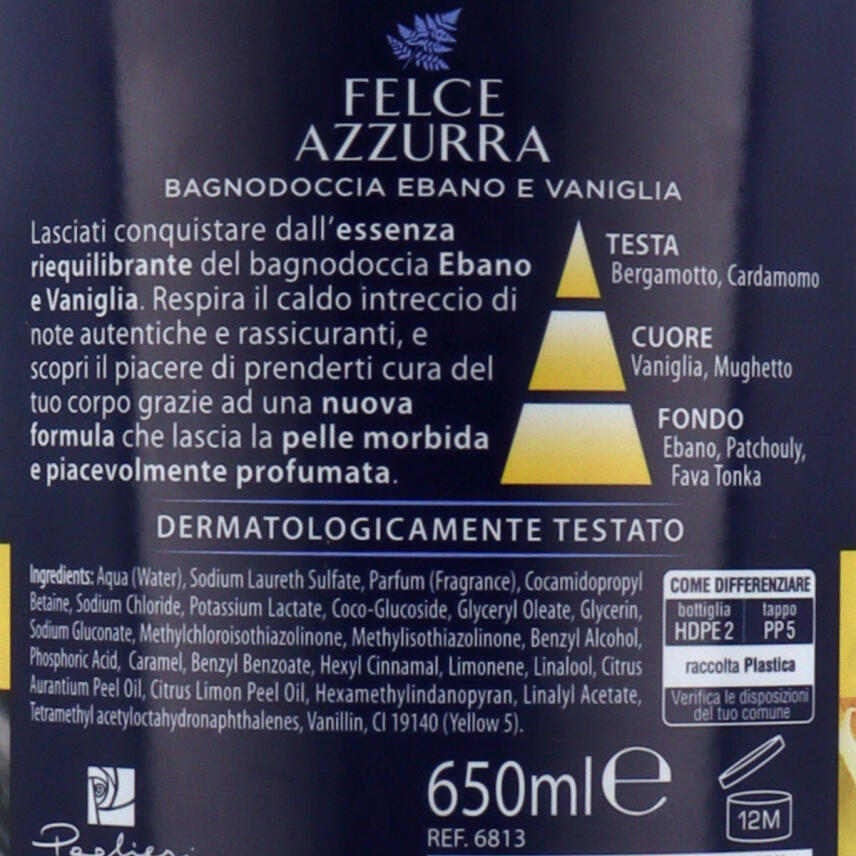 FELCE
AZZURRA
BAGNODOCCIA EBANO E VANIGLIA
Lasciati conquistare dall'essenza
riequilibrante del bagnodoccia Ebano
e Vaniglia. Respira il caldo intreccio di
note autentiche e rassicuranti, e
scopri il piacere di prenderti cura del
tuo corpo grazie ad una nuova
formula che lascia la pelle morbida
e piacevolmente profumata.
TESTA
Bergamotto, Cardamomo
CUORE
Vaniglia, Mughetto
FONDO
Ebano, Patchouly,
Fava Tonka
DERMATOLOGICAMENTE TESTATO
Ingredients: Aqua (Water), Sodium Laureth Sulfate, Parfum (Fragrance), Cocamidopropyl
Betaine, Sodium Chloride, Potassium Lactate, Coco-Glucoside, Glyceryl Oleate, Glycerin,
Sodium Gluconate, Methylchloroisothiazolinone, Methylisothiazolinone, Benzyl Alcohol,
Phosphoric Acid, Caramel, Benzyl Benzoate, Hexyl Cinnamal, Limonene, Linalool, Citrus
Aurantium Peel Oil, Citrus Limon Peel Oil, Hexamethylindanopyran, Linalyl Acetate,
Tetramethyl acetyloctahydronaphthalenes, Vanillin, CI 19140 (Yellow 5).
COME DIFFERENZIARE
bottiglia tappo
HDPE 2 PP 5
raccolta Plastica
Verifica le disposizioni
del tuo comune
650ml e
REF. 6813
12M
Paglieri